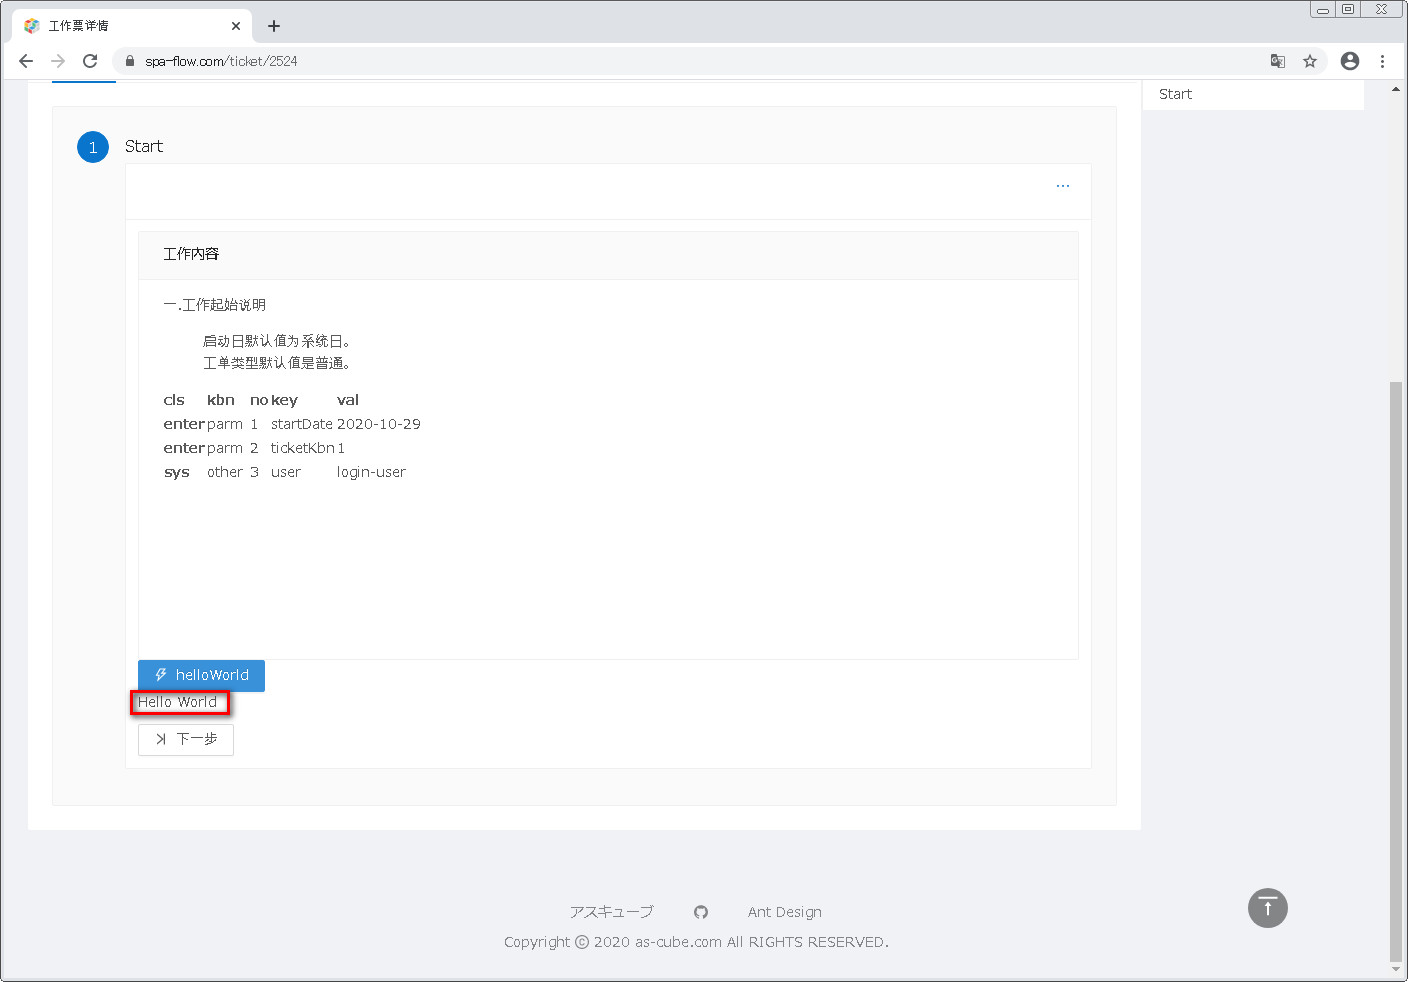 工作票详情
spa-flow.com/ticket/2524
Start
1
Start
...
工作内容
一.工作起始说明
启动日默认值为系统日。
工单类型默认值是普通。
cls kbn no key val
enter parm 1 startDate 2020-10-29
enter parm 2 ticketKbn 1
sys other 3 user login-user
helloWorld
Hello World
下一步
アスキューブ Ant Design
Copyright © 2020 as-cube.com All RIGHTS RESERVED.